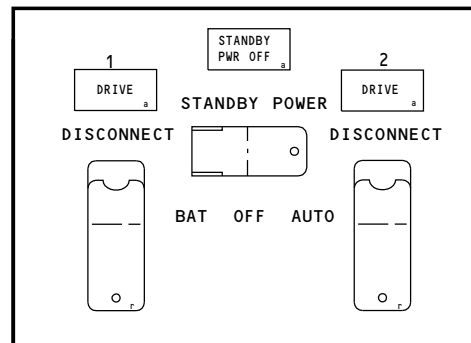 STANDBY
PWR OFF
a
1
2
DRIVE
a
DRIVE
a
STANDBY POWER
DISCONNECT
DISCONNECT
BAT OFF AUTO
r
r